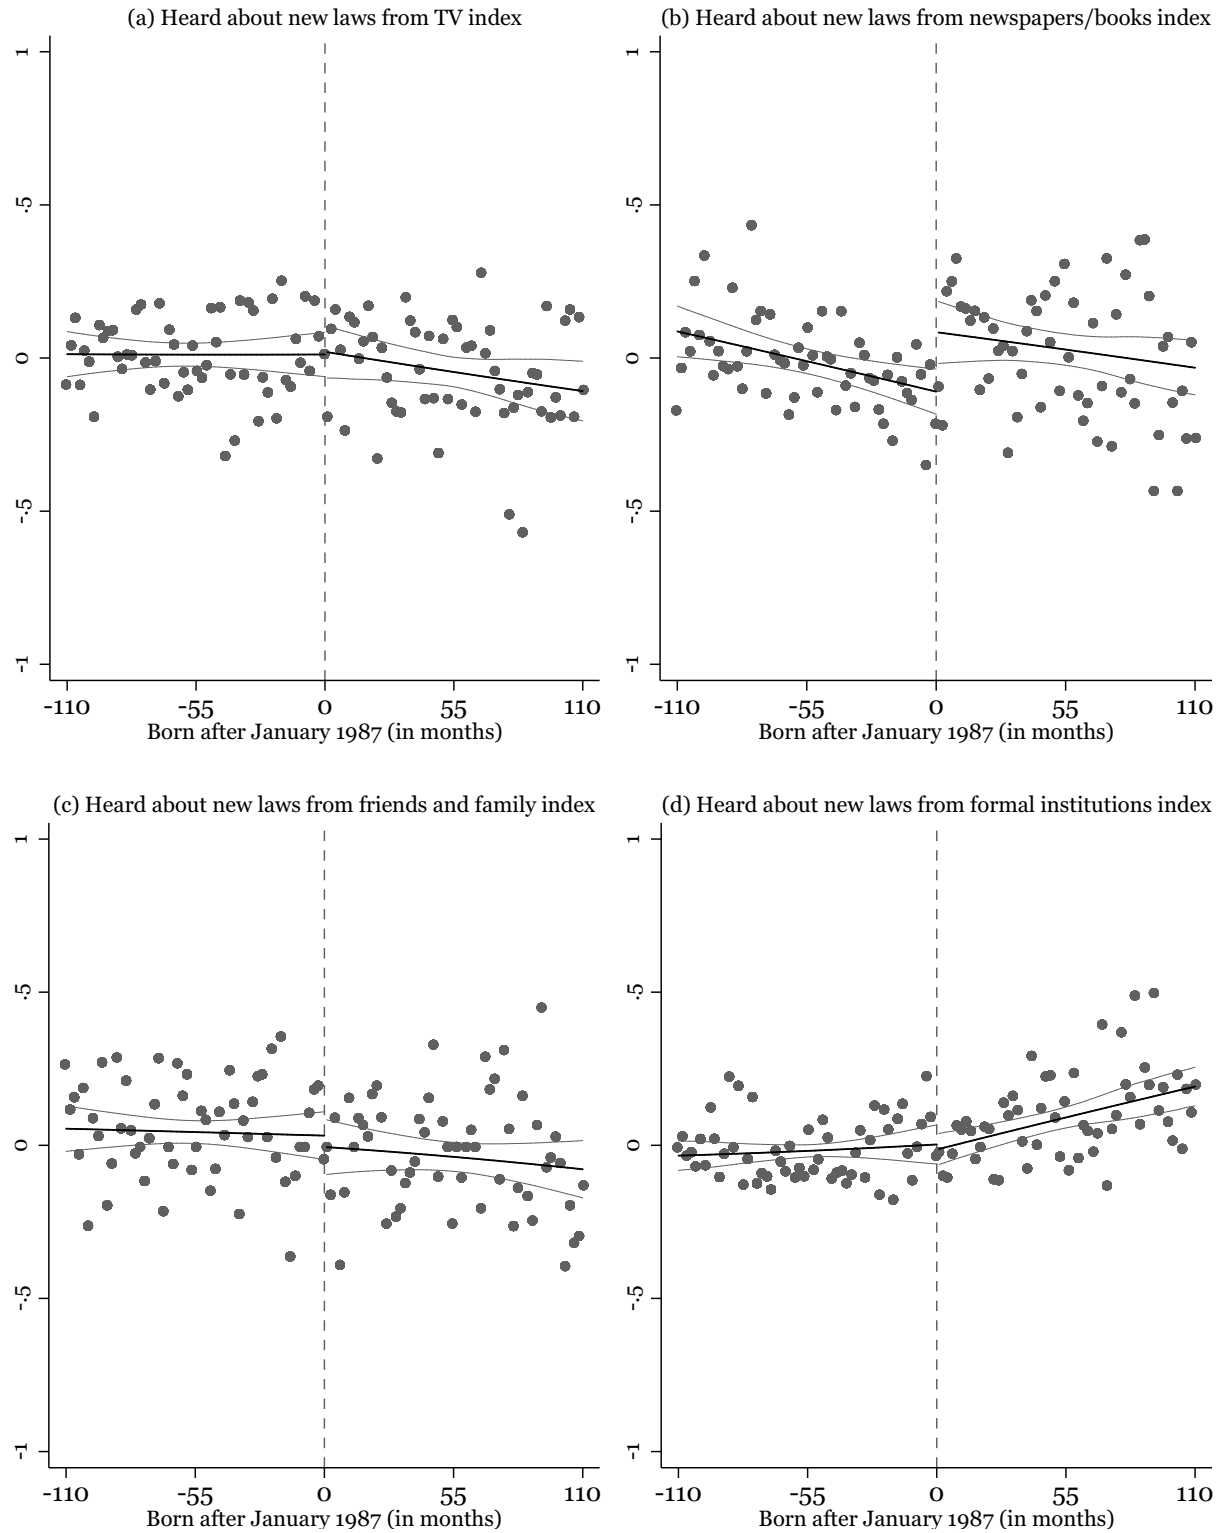 (a) Heard about new laws from TV index
1
.5
0
-.5
-1
-110 -55 0 55 110
Born after January 1987 (in months)
(b) Heard about new laws from newspapers/books index
1
.5
0
-.5
-1
-110 -55 0 55 110
Born after January 1987 (in months)
(c) Heard about new laws from friends and family index
1
.5
0
-.5
-1
-110 -55 0 55 110
Born after January 1987 (in months)
(d) Heard about new laws from formal institutions index
1
.5
0
-.5
-1
-110 -55 0 55 110
Born after January 1987 (in months)